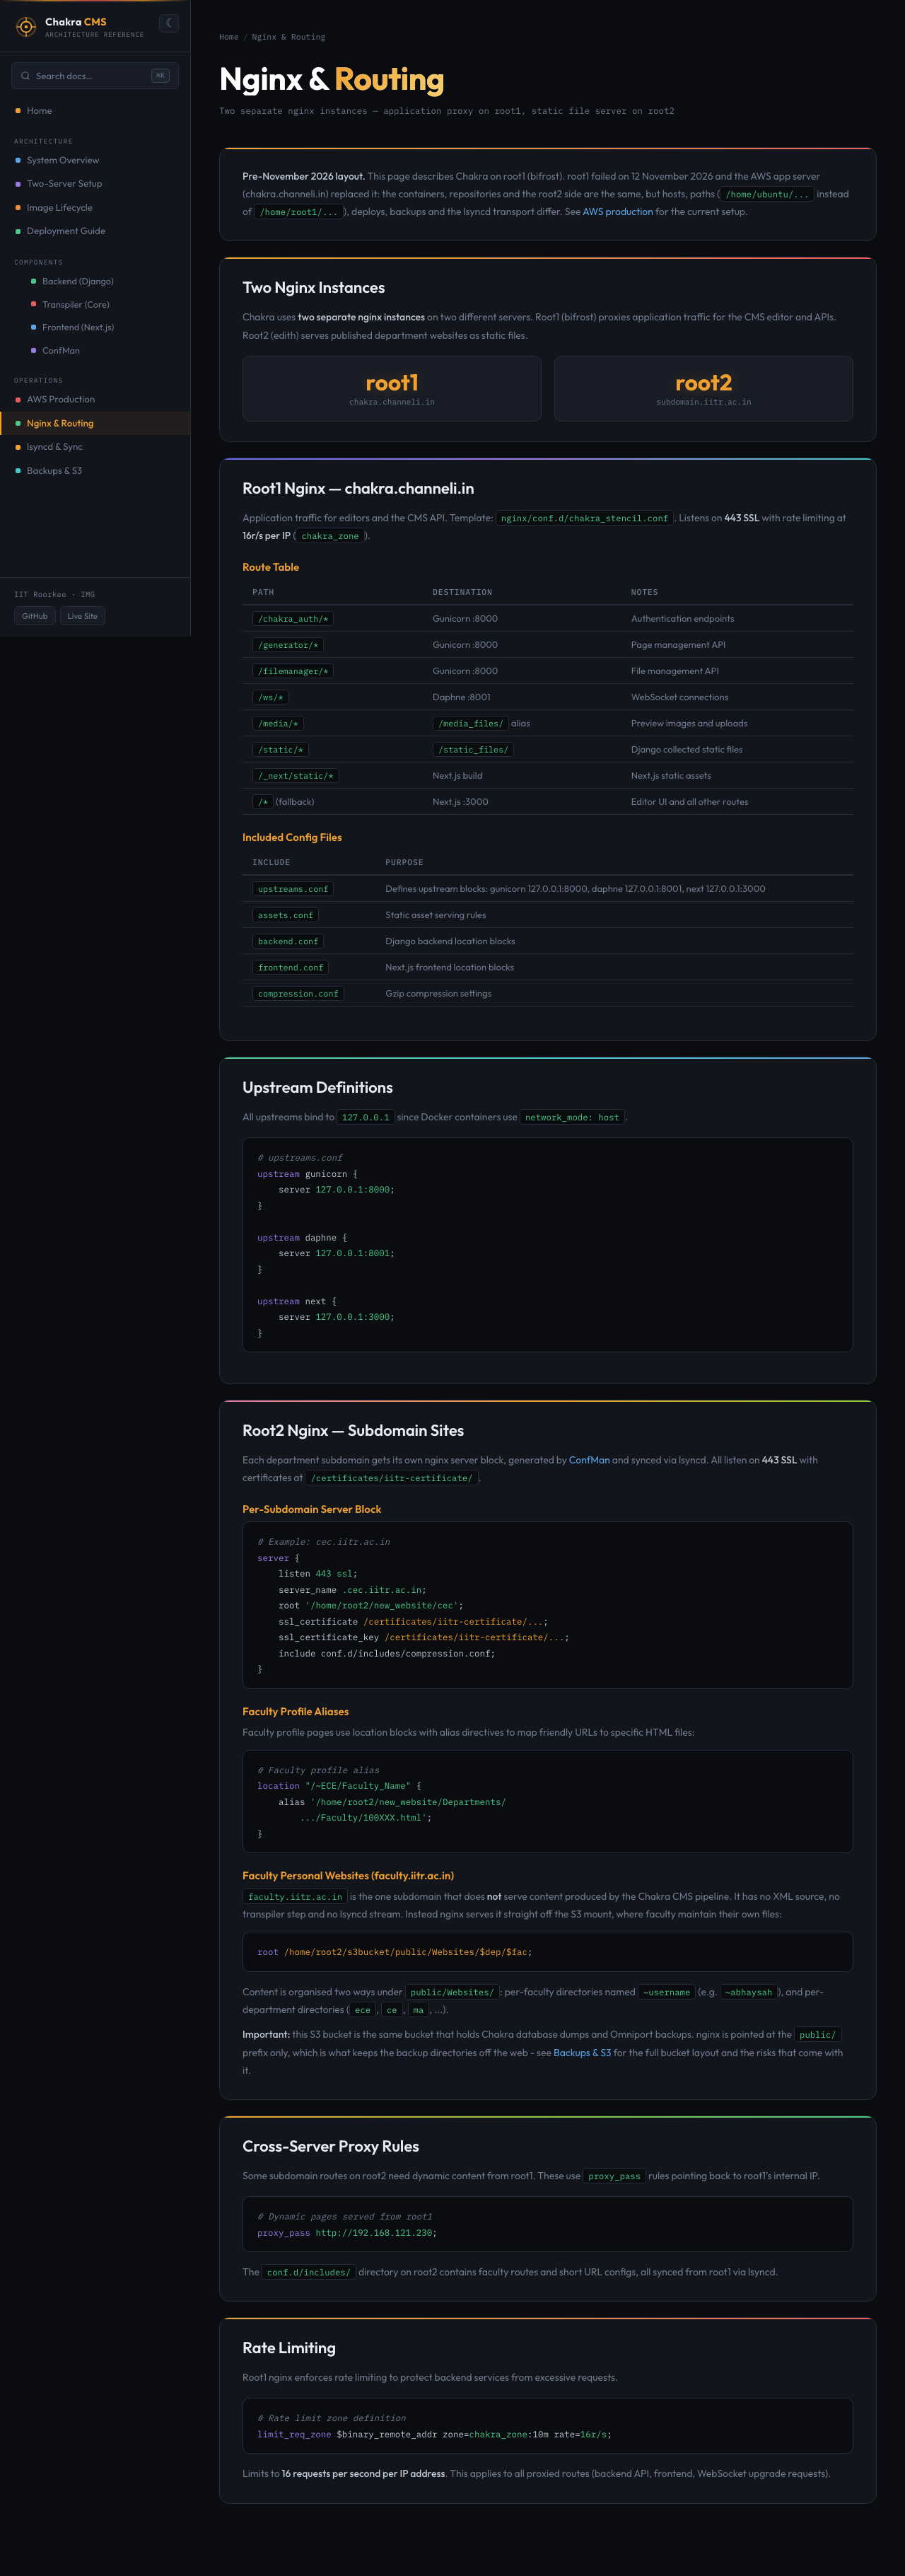 Chakra CMS
ARCHITECTURE REFERENCE
Search docs...
⌘K
Home
ARCHITECTURE
System Overview
Two-Server Setup
Image Lifecycle
Deployment Guide
COMPONENTS
Backend (Django)
Transpiler (Core)
Frontend (Next.js)
ConfMan
OPERATIONS
AWS Production
Nginx & Routing
lsyncd & Sync
Backups & S3
IIT Roorkee · IMG
GitHub
Live Site
Home / Nginx & Routing
Nginx & Routing
Two separate nginx instances — application proxy on root1, static file server on root2
Pre-November 2026 layout. This page describes Chakra on root1 (bifrost). root1 failed on 12 November 2026 and the AWS app server
(chakra.channeli.in) replaced it: the containers, repositories and the root2 side are the same, but hosts, paths ( /home/ubuntu/... instead
of /home/root1/... ), deploys, backups and the lsyncd transport differ. See AWS production for the current setup.
Two Nginx Instances
Chakra uses two separate nginx instances on two different servers. Root1 (bifrost) proxies application traffic for the CMS editor and APIs.
Root2 (edith) serves published department websites as static files.
root1
chakra.channeli.in
root2
subdomain.iitr.ac.in
Root1 Nginx — chakra.channeli.in
Application traffic for editors and the CMS API. Template: nginx/conf.d/chakra_stencil.conf . Listens on 443 SSL with rate limiting at
16r/s per IP ( chakra_zone ).
Route Table
PATH DESTINATION NOTES
/chakra_auth/* Gunicorn :8000 Authentication endpoints
/generator/* Gunicorn :8000 Page management API
/filemanager/* Gunicorn :8000 File management API
/ws/* Daphne :8001 WebSocket connections
/media/* /media_files/ alias Preview images and uploads
/static/* /static_files/ Django collected static files
/_next/static/* Next.js build Next.js static assets
/* (fallback) Next.js :3000 Editor UI and all other routes
Included Config Files
INCLUDE PURPOSE
upstreams.conf Defines upstream blocks: gunicorn 127.0.0.1:8000, daphne 127.0.0.1:8001, next 127.0.0.1:3000
assets.conf Static asset serving rules
backend.conf Django backend location blocks
frontend.conf Next.js frontend location blocks
compression.conf Gzip compression settings
Upstream Definitions
All upstreams bind to 127.0.0.1 since Docker containers use network_mode: host .
# upstreams.conf
upstream gunicorn {
server 127.0.0.1:8000;
}
upstream daphne {
server 127.0.0.1:8001;
}
upstream next {
server 127.0.0.1:3000;
}
Root2 Nginx — Subdomain Sites
Each department subdomain gets its own nginx server block, generated by ConfMan and synced via lsyncd. All listen on 443 SSL with
certificates at /certificates/iitr-certificate/ .
Per-Subdomain Server Block
# Example: cec.iitr.ac.in
server {
listen 443 ssl;
server_name .cec.iitr.ac.in;
root '/home/root2/new_website/cec';
ssl_certificate /certificates/iitr-certificate/...;
ssl_certificate_key /certificates/iitr-certificate/...;
include conf.d/includes/compression.conf;
}
Faculty Profile Aliases
Faculty profile pages use location blocks with alias directives to map friendly URLs to specific HTML files:
# Faculty profile alias
location "/~ECE/Faculty_Name" {
alias '/home/root2/new_website/Departments/
.../Faculty/100XXX.html';
}
Faculty Personal Websites (faculty.iitr.ac.in)
faculty.iitr.ac.in is the one subdomain that does not serve content produced by the Chakra CMS pipeline. It has no XML source, no
transpiler step and no lsyncd stream. Instead nginx serves it straight off the S3 mount, where faculty maintain their own files:
root /home/root2/s3bucket/public/Websites/$dep/$fac;
Content is organised two ways under public/Websites/ : per-faculty directories named ~username (e.g. ~abhaysah ), and per-
department directories ( ece , ce , ma , ...).
Important: this S3 bucket is the same bucket that holds Chakra database dumps and Omniport backups. nginx is pointed at the public/
prefix only, which is what keeps the backup directories off the web - see Backups & S3 for the full bucket layout and the risks that come with
it.
Cross-Server Proxy Rules
Some subdomain routes on root2 need dynamic content from root1. These use proxy_pass rules pointing back to root1's internal IP.
# Dynamic pages served from root1
proxy_pass http://192.168.121.230;
The conf.d/includes/ directory on root2 contains faculty routes and short URL configs, all synced from root1 via lsyncd.
Rate Limiting
Root1 nginx enforces rate limiting to protect backend services from excessive requests.
# Rate limit zone definition
limit_req_zone $binary_remote_addr zone=chakra_zone:10m rate=16r/s;
Limits to 16 requests per second per IP address. This applies to all proxied routes (backend API, frontend, WebSocket upgrade requests).